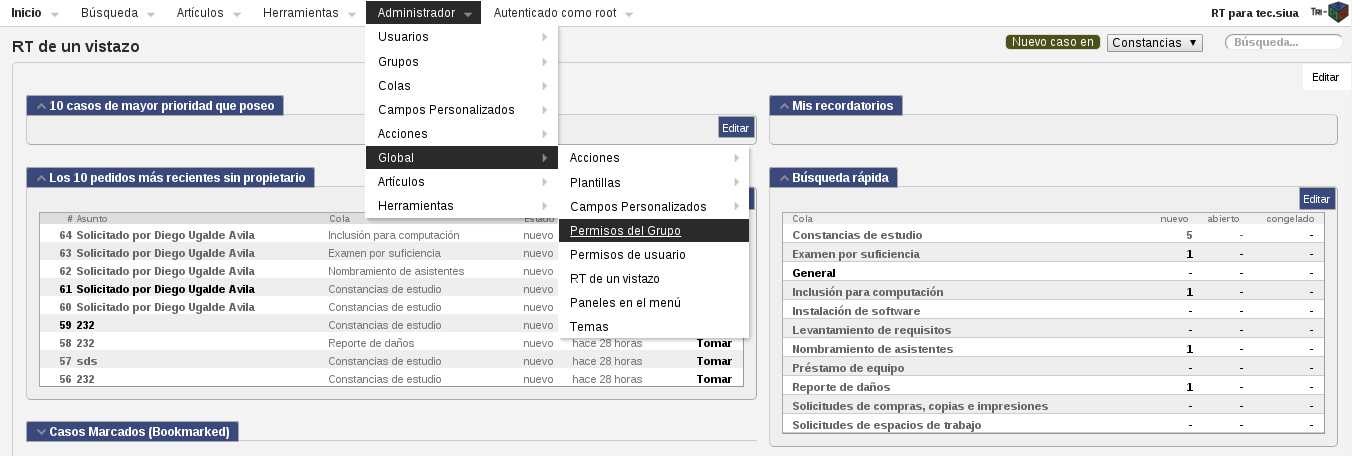 Inicio Búsqueda Artículos Herramientas Administrador Autenticado como root RT para tec.siua TRI-
RT de un vistazo Nuevo caso en Constancias Búsqueda...
Editar
Usuarios
Grupos
Colas
Campos Personalizados
Acciones
Global
Artículos
Herramientas
Acciones
Plantillas
Campos Personalizados
Permisos del Grupo
Permisos de usuario
RT de un vistazo
Paneles en el menú
Temas
10 casos de mayor prioridad que poseo
Editar
Los 10 pedidos más recientes sin propietario
# Asunto Cola Estado
64 Solicitado por Diego Ugalde Avila Inclusión para computación nuevo
63 Solicitado por Diego Ugalde Avila Examen por suficiencia nuevo
62 Solicitado por Diego Ugalde Avila Nombramiento de asistentes nuevo
61 Solicitado por Diego Ugalde Avila Constancias de estudio nuevo
60 Solicitado por Diego Ugalde Avila Constancias de estudio nuevo
59 232 Constancias de estudio nuevo
58 232 Reporte de daños nuevo hace 28 horas Tomar
57 sds Constancias de estudio nuevo hace 28 horas Tomar
56 232 Constancias de estudio nuevo hace 28 horas Tomar
Casos Marcados (Bookmarked)
Mis recordatorios
Búsqueda rápida
Editar
Cola nuevo abierto congelado
Constancias de estudio 5 - -
Examen por suficiencia 1 - -
General - - -
Inclusión para computación 1 - -
Instalación de software - - -
Levantamiento de requisitos - - -
Nombramiento de asistentes 1 - -
Préstamo de equipo - - -
Reporte de daños 1 - -
Solicitudes de compras, copias e impresiones - - -
Solicitudes de espacios de trabajo - - -